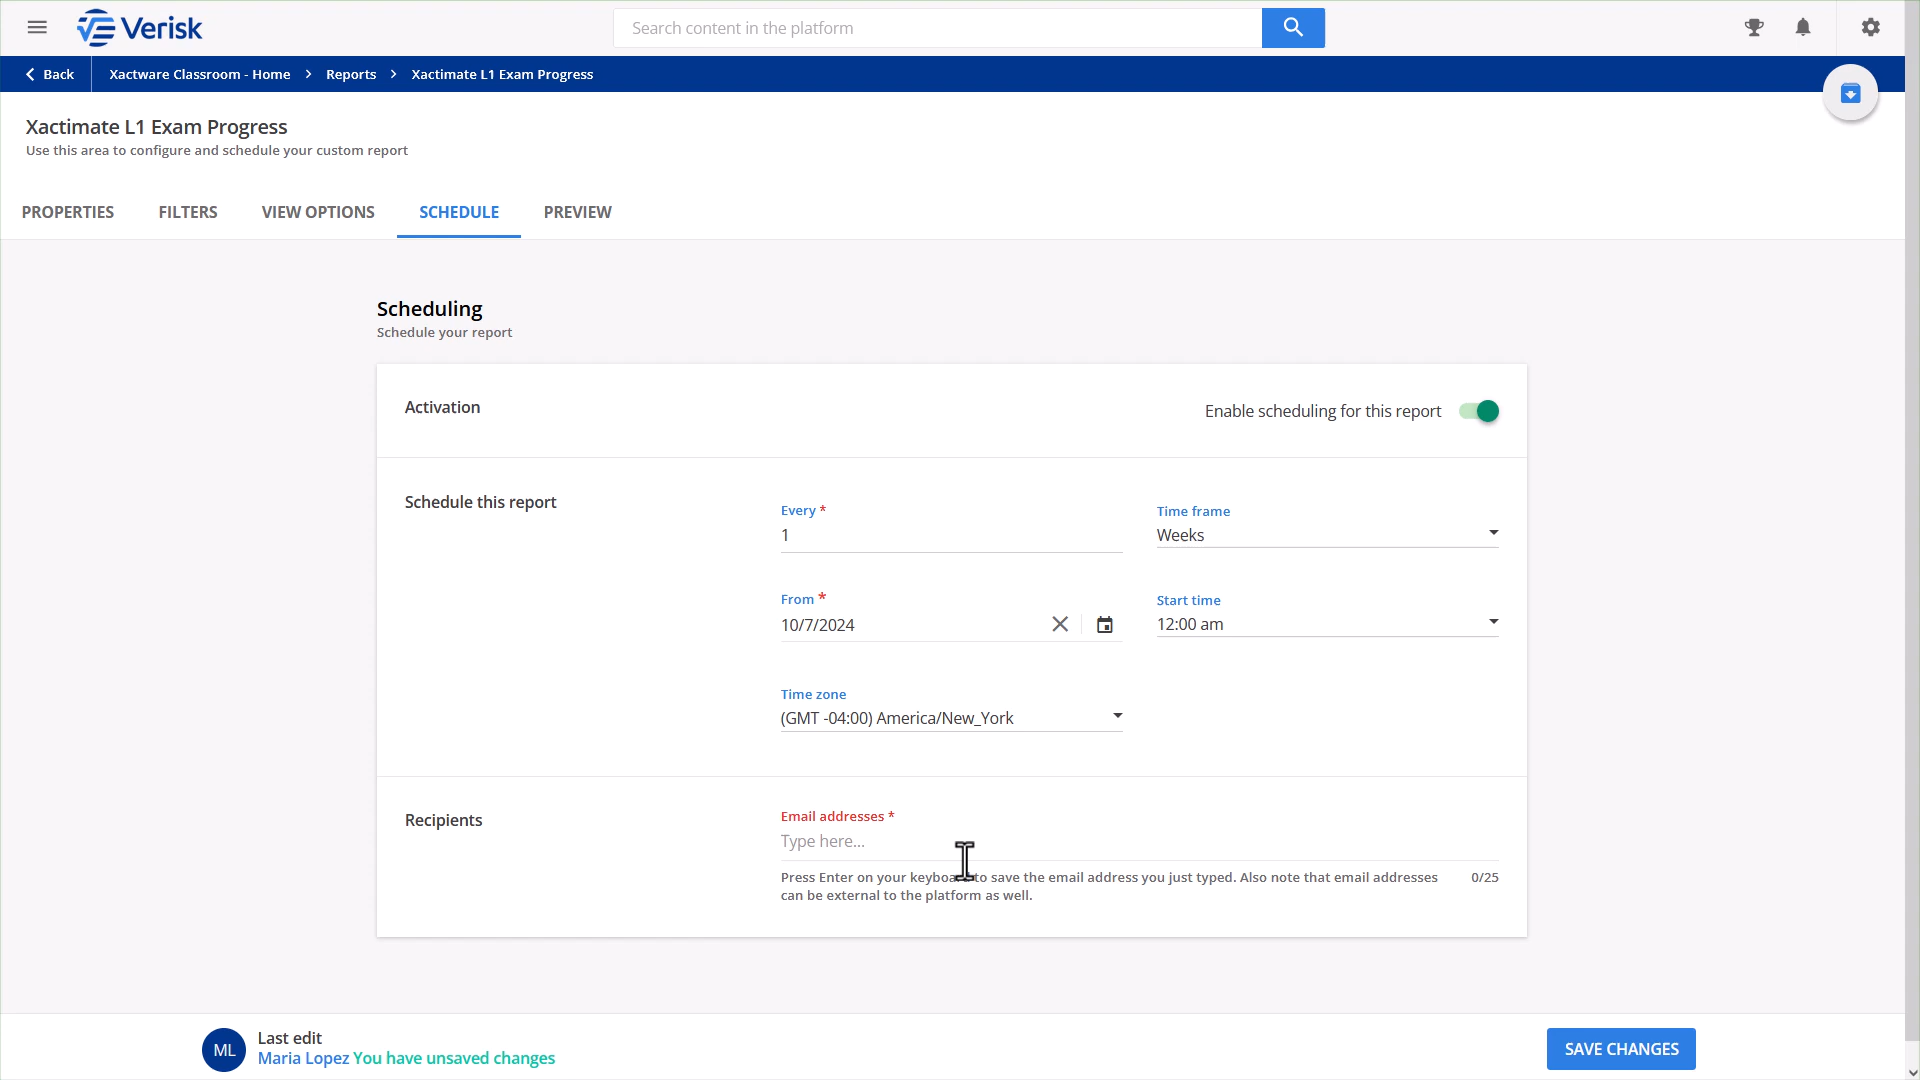 Verisk
Search content in the platform
Back
Xactware Classroom - Home > Reports > Xactimate L1 Exam Progress
Xactimate L1 Exam Progress
Use this area to configure and schedule your custom report
PROPERTIES FILTERS VIEW OPTIONS SCHEDULE PREVIEW
Scheduling
Schedule your report
Activation
Enable scheduling for this report
Schedule this report
Every *
1
Time frame
Weeks
From *
10/7/2024
Start time
12:00 am
Time zone
(GMT -04:00) America/New_York
Recipients
Email addresses *
Type here...
Press Enter on your keyboard to save the email address you just typed. Also note that email addresses
can be external to the platform as well.
0/25
ML
Last edit
Maria Lopez You have unsaved changes
SAVE CHANGES